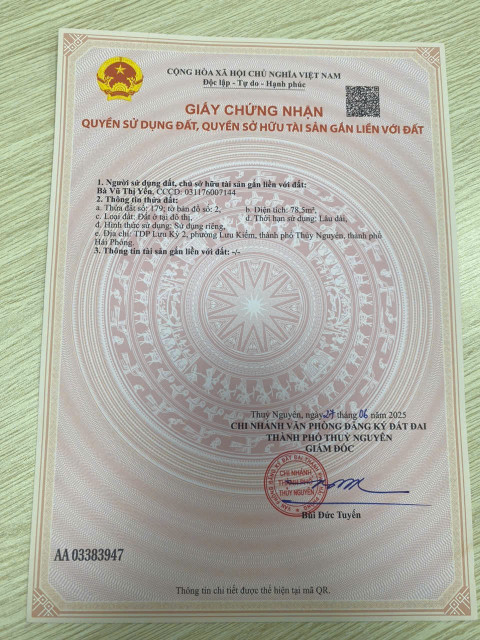 CỘNG HÒA XÃ HỘI CHỦ NGHĨA VIỆT NAM
Độc lập - Tự do - Hạnh phúc
GIẤY CHỨNG NHẬN
QUYỀN SỬ DỤNG ĐẤT, QUYỀN SỞ HỮU TÀI SẢN GẮN LIỀN VỚI ĐẤT
1. Người sử dụng đất, chủ sở hữu tài sản gắn liền với đất:
Bà Vũ Thị Yến, CCCD: 031176007144
2. Thông tin thửa đất:
a. Thửa đất số: 179; tờ bản đồ số: 2, b. Diện tích: 78,5m²,
c. Loại đất: Đất ở tại đô thị, d. Thời hạn sử dụng: Lâu dài,
đ. Hình thức sử dụng: Sử dụng riêng,
e. Địa chỉ: TDP Lưu Kỳ 2, phường Lưu Kiếm, thành phố Thủy Nguyên, thành phố
Hải Phòng.
3. Thông tin tài sản gắn liền với đất: -/-
Thuỷ Nguyên, ngày 27 tháng 06 năm 2025
CHI NHÁNH VĂN PHÒNG ĐĂNG KÝ ĐẤT ĐAI
THÀNH PHỐ THUỶ NGUYÊN
GIÁM ĐỐC
CHI NHÁNH
THÀNH PHỐ
THỦY NGUYÊN
Bùi Đức Tuyến
AA 03383947
Thông tin chi tiết được thể hiện tại mã QR.